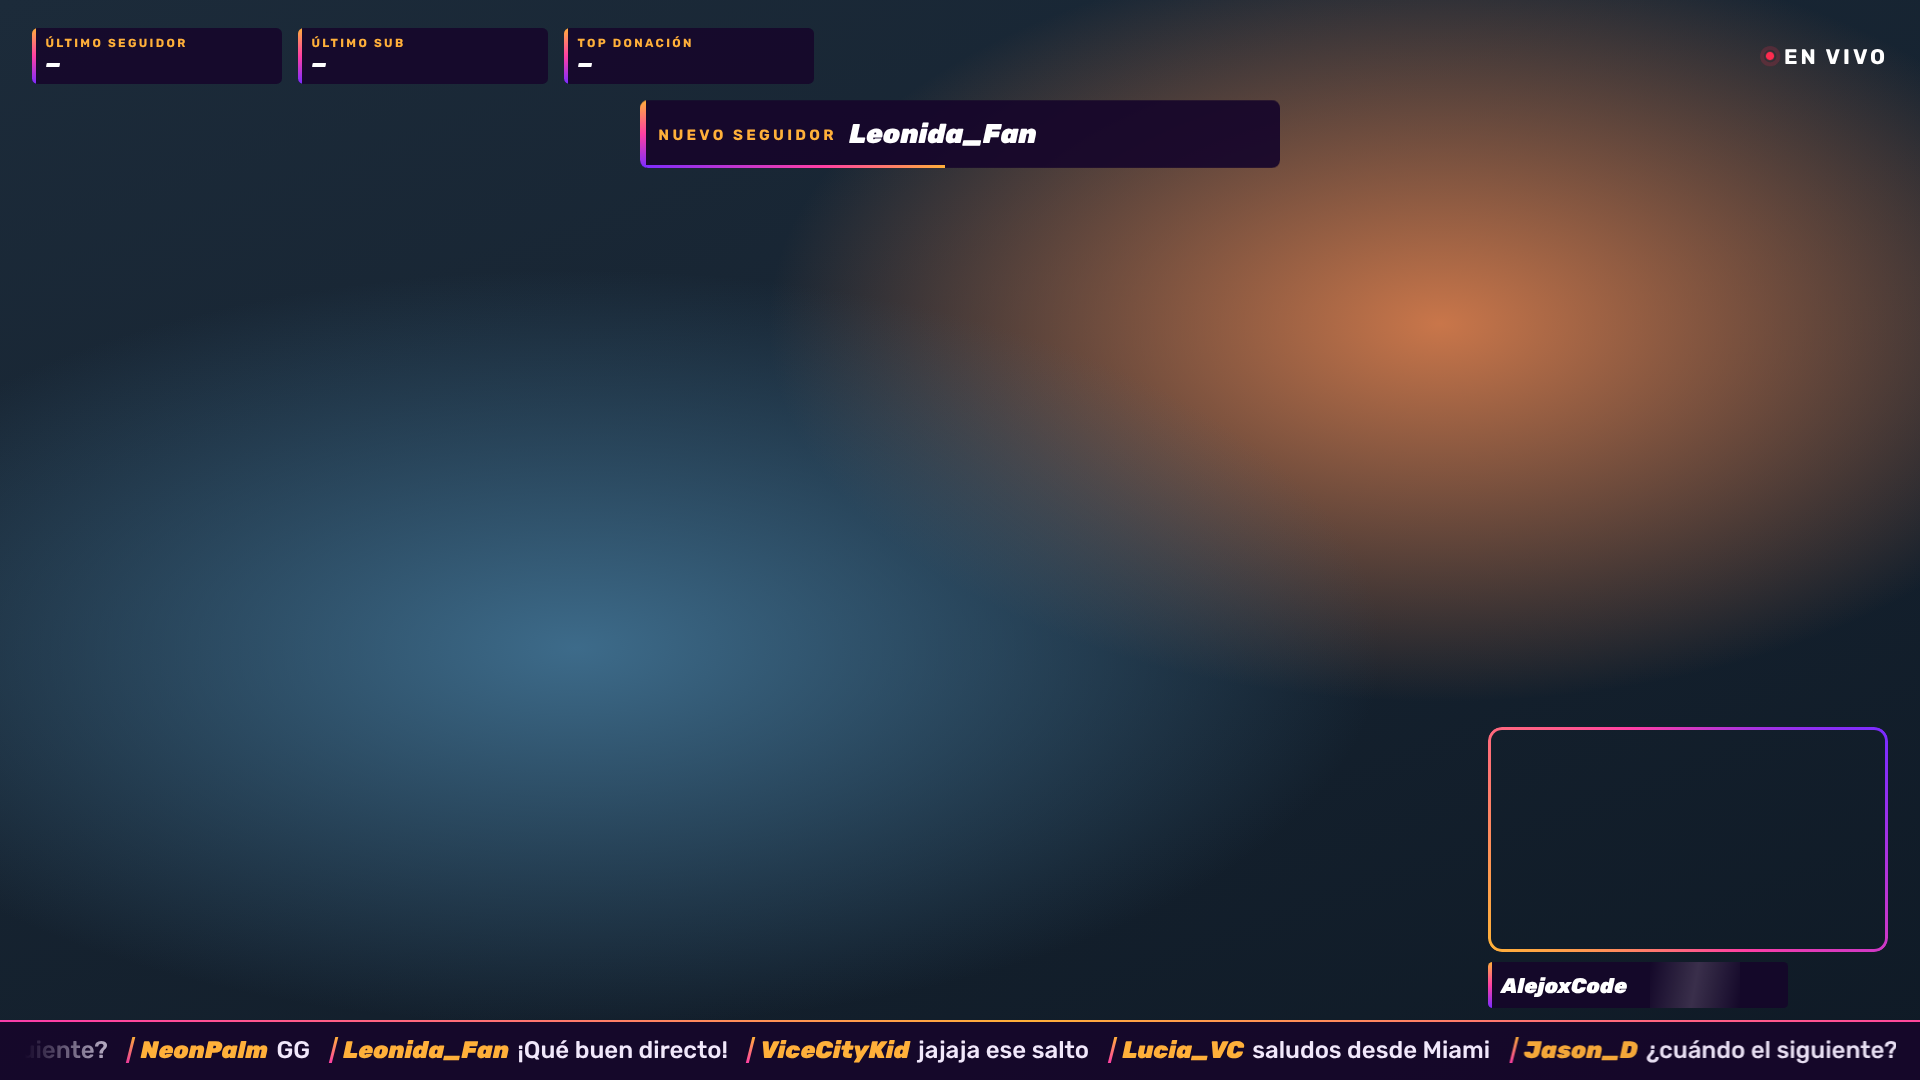 ÚLTIMO SEGUIDOR
–
ÚLTIMO SUB
–
TOP DONACIÓN
–
EN VIVO
NUEVO SEGUIDOR Leonida_Fan
AlejoxCode
iente? / NeonPalm GG / Leonida_Fan ¡Qué buen directo! / ViceCityKid jajaja ese salto / Lucia_VC saludos desde Miami / Jason_D ¿cuándo el siguiente?